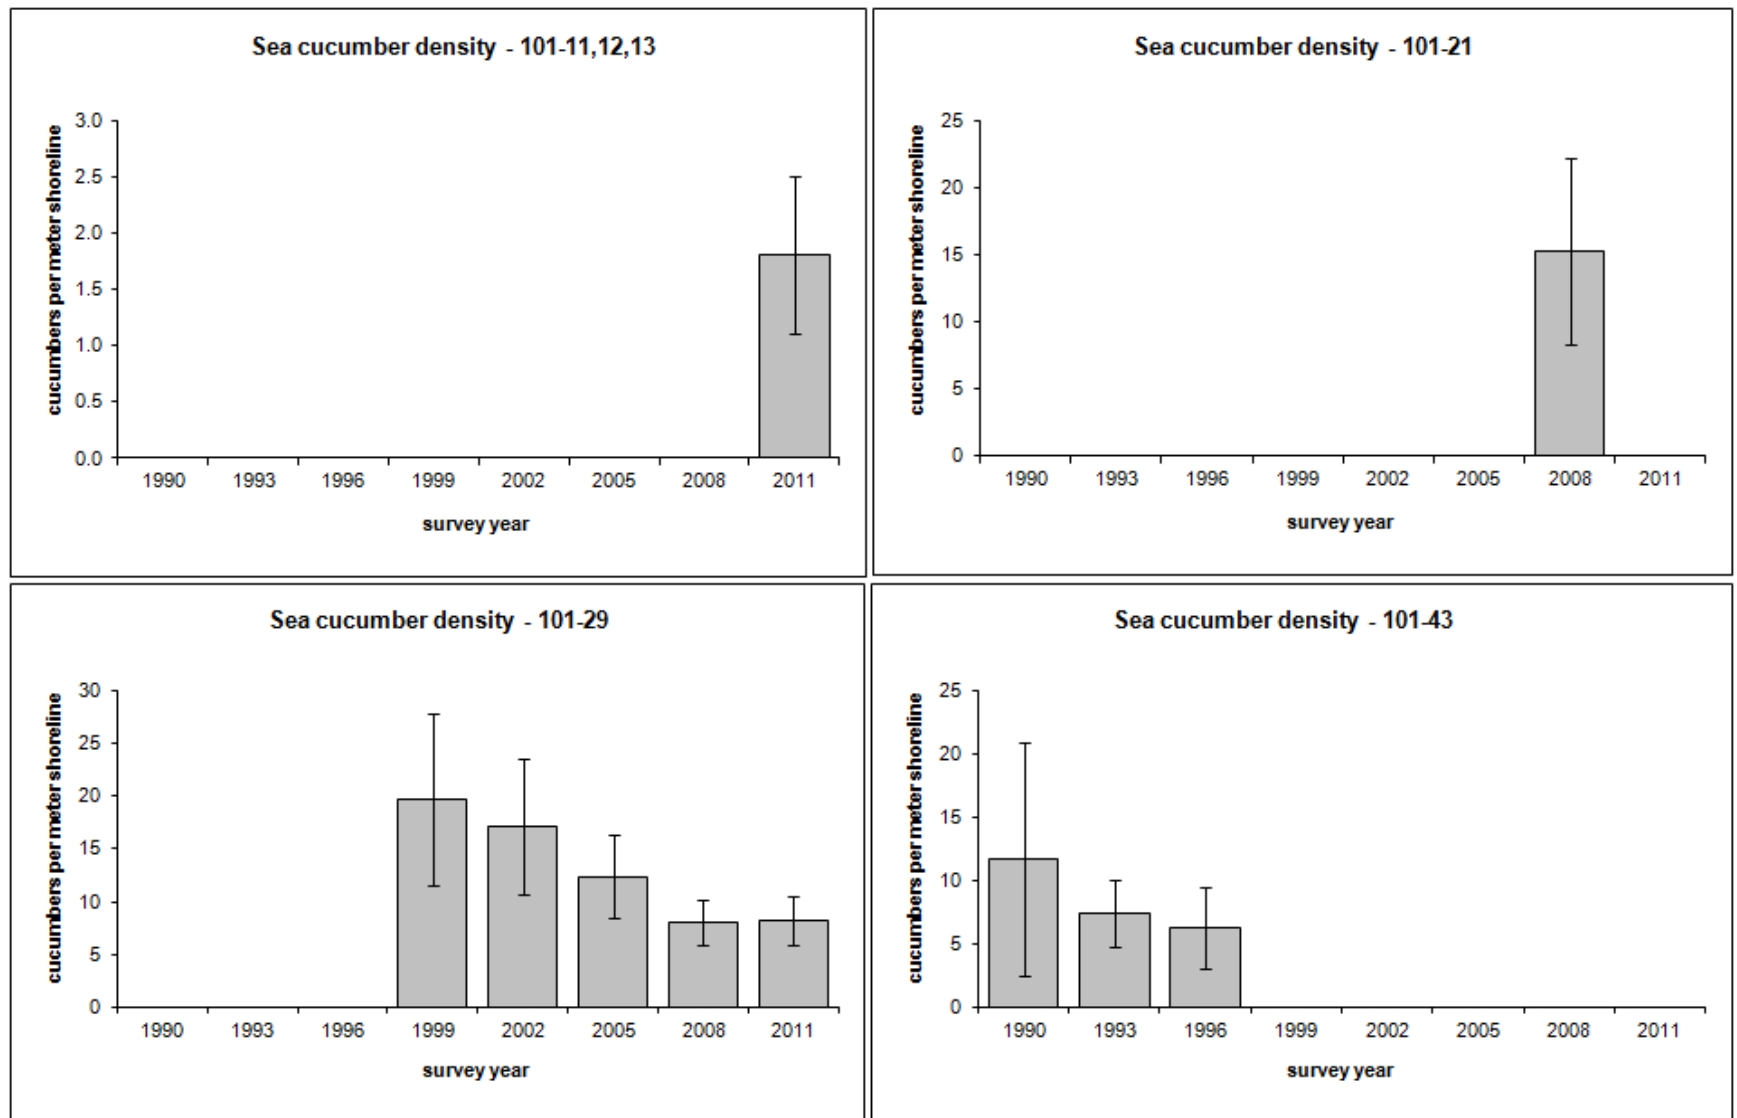 Sea cucumber density - 101-11,12,13
cucumbers per meter shoreline
3.0
2.5
2.0
1.5
1.0
0.5
0.0
1990 1993 1996 1999 2002 2005 2008 2011
survey year
Sea cucumber density - 101-21
cucumbers per meter shoreline
25
20
15
10
5
0
1990 1993 1996 1999 2002 2005 2008 2011
survey year
Sea cucumber density - 101-29
cucumbers per meter shoreline
30
25
20
15
10
5
0
1990 1993 1996 1999 2002 2005 2008 2011
survey year
Sea cucumber density - 101-43
cucumbers per meter shoreline
25
20
15
10
5
0
1990 1993 1996 1999 2002 2005 2008 2011
survey year